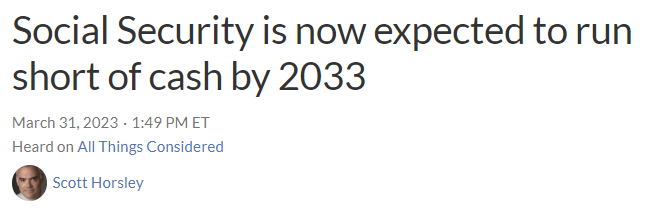 Social Security is now expected to run
short of cash by 2033
March 31, 2023 · 1:49 PM ET
Heard on All Things Considered
Scott Horsley